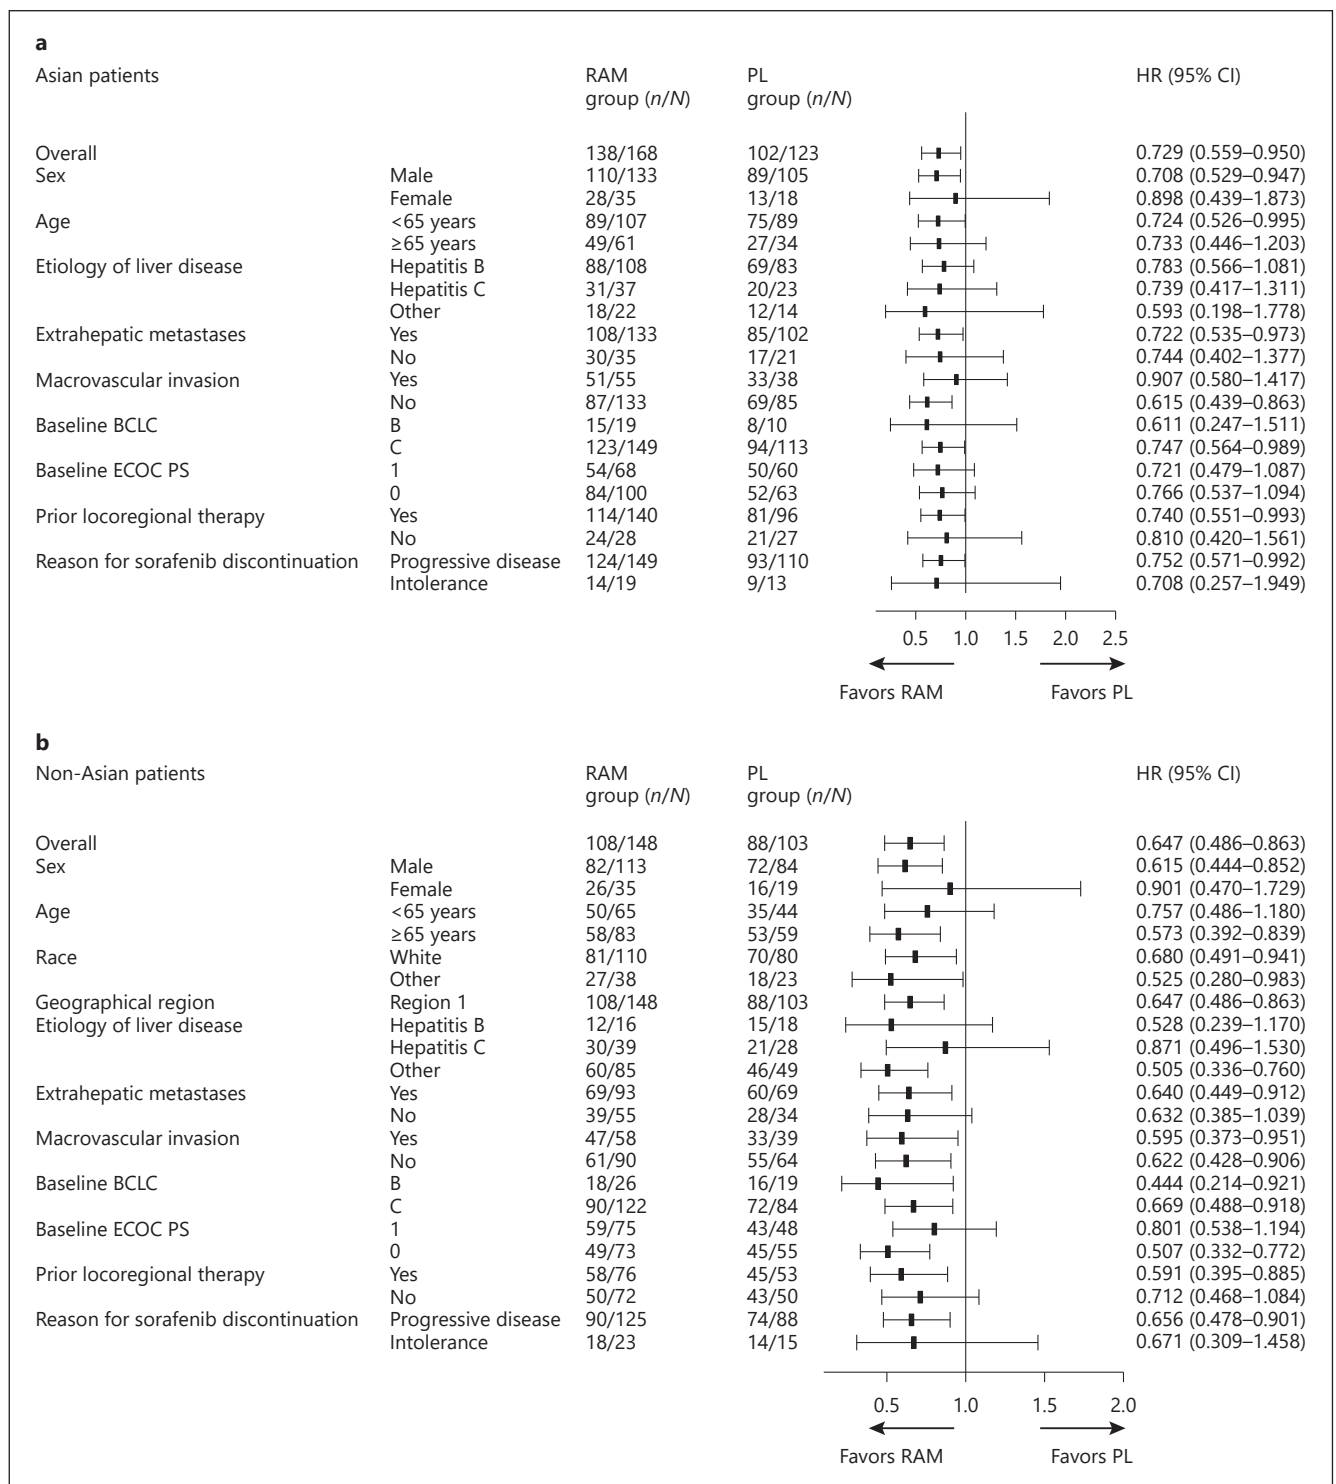 a
Asian patients RAM PL HR (95% CI)
group (n/N) group (n/N)
Overall 138/168 102/123 0.729 (0.559–0.950)
Sex Male 110/133 89/105 0.708 (0.529–0.947)
Female 28/35 13/18 0.898 (0.439–1.873)
Age <65 years 89/107 75/89 0.724 (0.526–0.995)
≥65 years 49/61 27/34 0.733 (0.446–1.203)
Etiology of liver disease Hepatitis B 88/108 69/83 0.783 (0.566–1.081)
Hepatitis C 31/37 20/23 0.739 (0.417–1.311)
Other 18/22 12/14 0.593 (0.198–1.778)
Extrahepatic metastases Yes 108/133 85/102 0.722 (0.535–0.973)
No 30/35 17/21 0.744 (0.402–1.377)
Macrovascular invasion Yes 51/55 33/38 0.907 (0.580–1.417)
No 87/133 69/85 0.615 (0.439–0.863)
Baseline BCLC B 15/19 8/10 0.611 (0.247–1.511)
C 123/149 94/113 0.747 (0.564–0.989)
Baseline ECOC PS 1 54/68 50/60 0.721 (0.479–1.087)
0 84/100 52/63 0.766 (0.537–1.094)
Prior locoregional therapy Yes 114/140 81/96 0.740 (0.551–0.993)
No 24/28 21/27 0.810 (0.420–1.561)
Reason for sorafenib discontinuation Progressive disease 124/149 93/110 0.752 (0.571–0.992)
Intolerance 14/19 9/13 0.708 (0.257–1.949)
0.5 1.0 1.5 2.0 2.5
Favors RAM Favors PL
b
Non-Asian patients RAM PL HR (95% CI)
group (n/N) group (n/N)
Overall 108/148 88/103 0.647 (0.486–0.863)
Sex Male 82/113 72/84 0.615 (0.444–0.852)
Female 26/35 16/19 0.901 (0.470–1.729)
Age <65 years 50/65 35/44 0.757 (0.486–1.180)
≥65 years 58/83 53/59 0.573 (0.392–0.839)
Race White 81/110 70/80 0.680 (0.491–0.941)
Other 27/38 18/23 0.525 (0.280–0.983)
Geographical region Region 1 108/148 88/103 0.647 (0.486–0.863)
Etiology of liver disease Hepatitis B 12/16 15/18 0.528 (0.239–1.170)
Hepatitis C 30/39 21/28 0.871 (0.496–1.530)
Other 60/85 46/49 0.505 (0.336–0.760)
Extrahepatic metastases Yes 69/93 60/69 0.640 (0.449–0.912)
No 39/55 28/34 0.632 (0.385–1.039)
Macrovascular invasion Yes 47/58 33/39 0.595 (0.373–0.951)
No 61/90 55/64 0.622 (0.428–0.906)
Baseline BCLC B 18/26 16/19 0.444 (0.214–0.921)
C 90/122 72/84 0.669 (0.488–0.918)
Baseline ECOC PS 1 59/75 43/48 0.801 (0.538–1.194)
0 49/73 45/55 0.507 (0.332–0.772)
Prior locoregional therapy Yes 58/76 45/53 0.591 (0.395–0.885)
No 50/72 43/50 0.712 (0.468–1.084)
Reason for sorafenib discontinuation Progressive disease 90/125 74/88 0.656 (0.478–0.901)
Intolerance 18/23 14/15 0.671 (0.309–1.458)
0.5 1.0 1.5 2.0
Favors RAM Favors PL